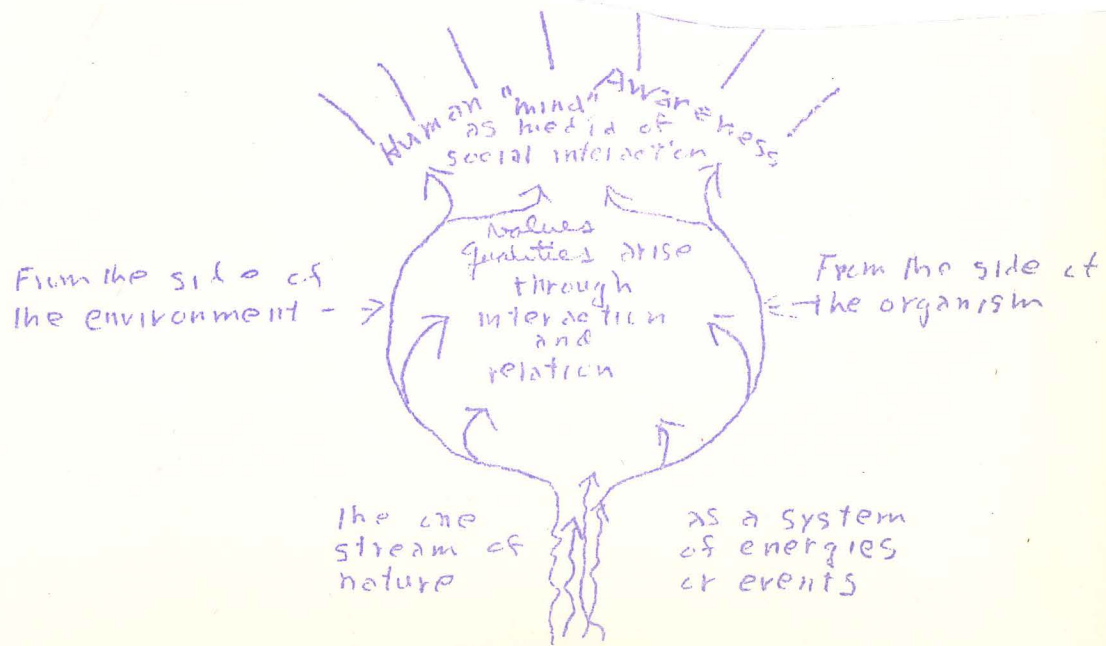 Human "mind" Awareness
as media of
social interaction
values
qualities arise
through
interaction
and
relation
From the side of
the environment -
From the side of
the organism
the one
stream of
nature
as a system
of energies
or events